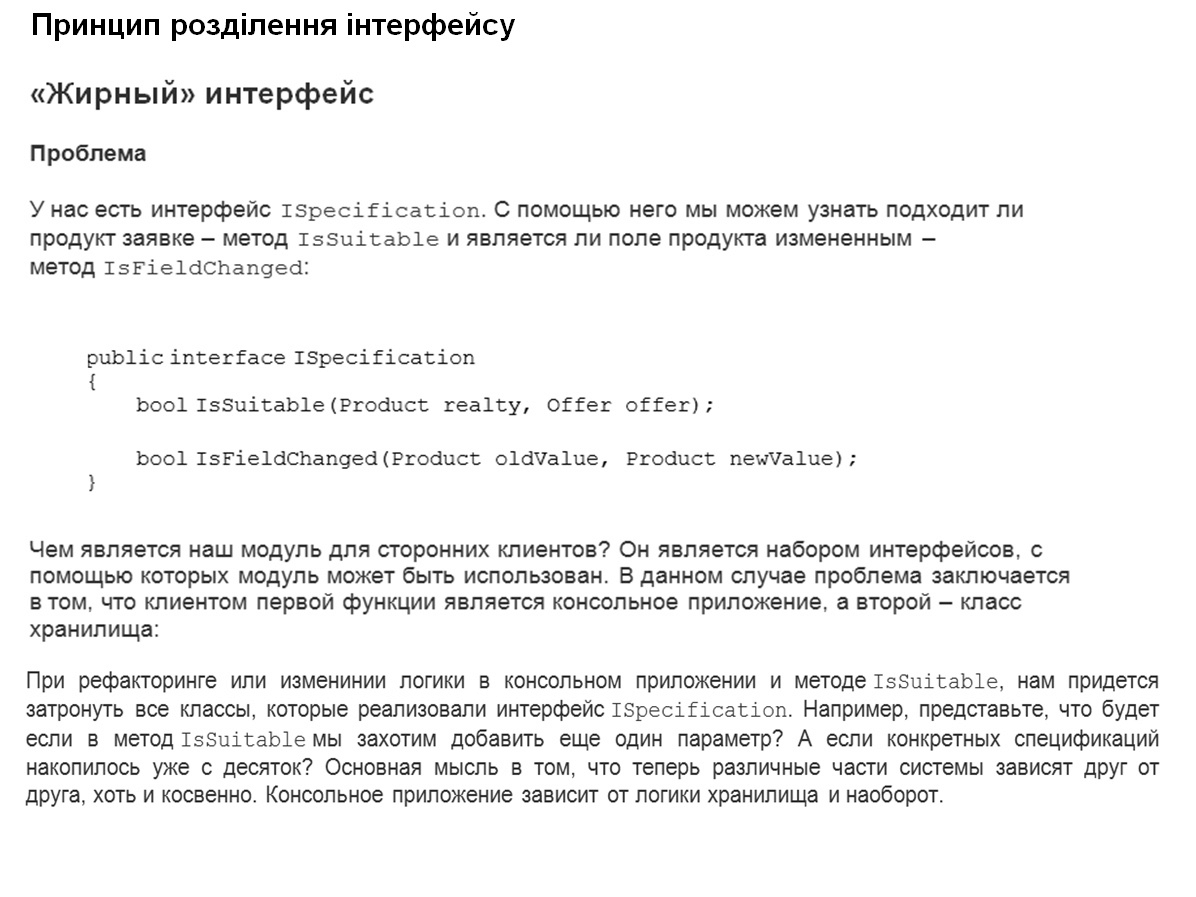 Принцип розділення інтерфейсу
«Жирный» интерфейс
Проблема
У нас есть интерфейс ISpecification. С помощью него мы можем узнать подходит ли
продукт заявке – метод IsSuitable и является ли поле продукта измененным –
метод IsFieldChanged:
public interface ISpecification
{
bool IsSuitable(Product realty, Offer offer);
bool IsFieldChanged(Product oldValue, Product newValue);
}
Чем является наш модуль для сторонних клиентов? Он является набором интерфейсов, с
помощью которых модуль может быть использован. В данном случае проблема заключается
в том, что клиентом первой функции является консольное приложение, а второй – класс
хранилища:
При рефакторинге или изменинии логики в консольном приложении и методе IsSuitable, нам придется
затронуть все классы, которые реализовали интерфейс ISpecification. Например, представьте, что будет
если в метод IsSuitable мы захотим добавить еще один параметр? А если конкретных спецификаций
накопилось уже с десяток? Основная мысль в том, что теперь различные части системы зависят друг от
друга, хоть и косвенно. Консольное приложение зависит от логики хранилища и наоборот.